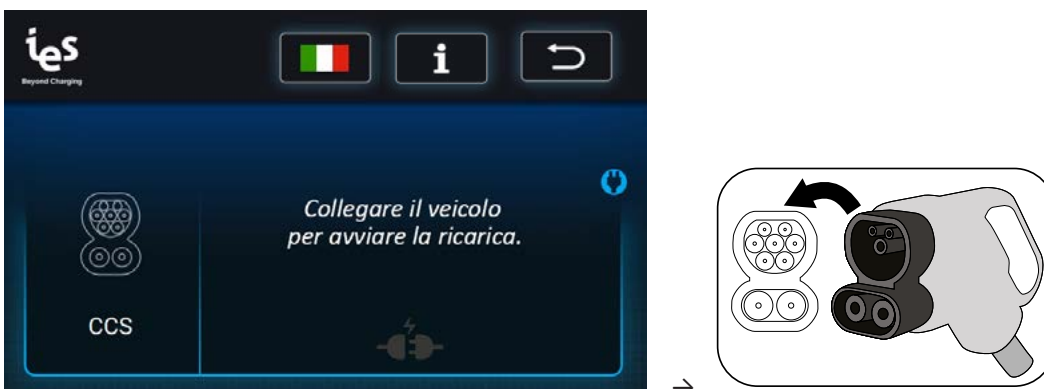 ies
Beyond Charging
i
Collegare il veicolo
per avviare la ricarica.
CCS
→